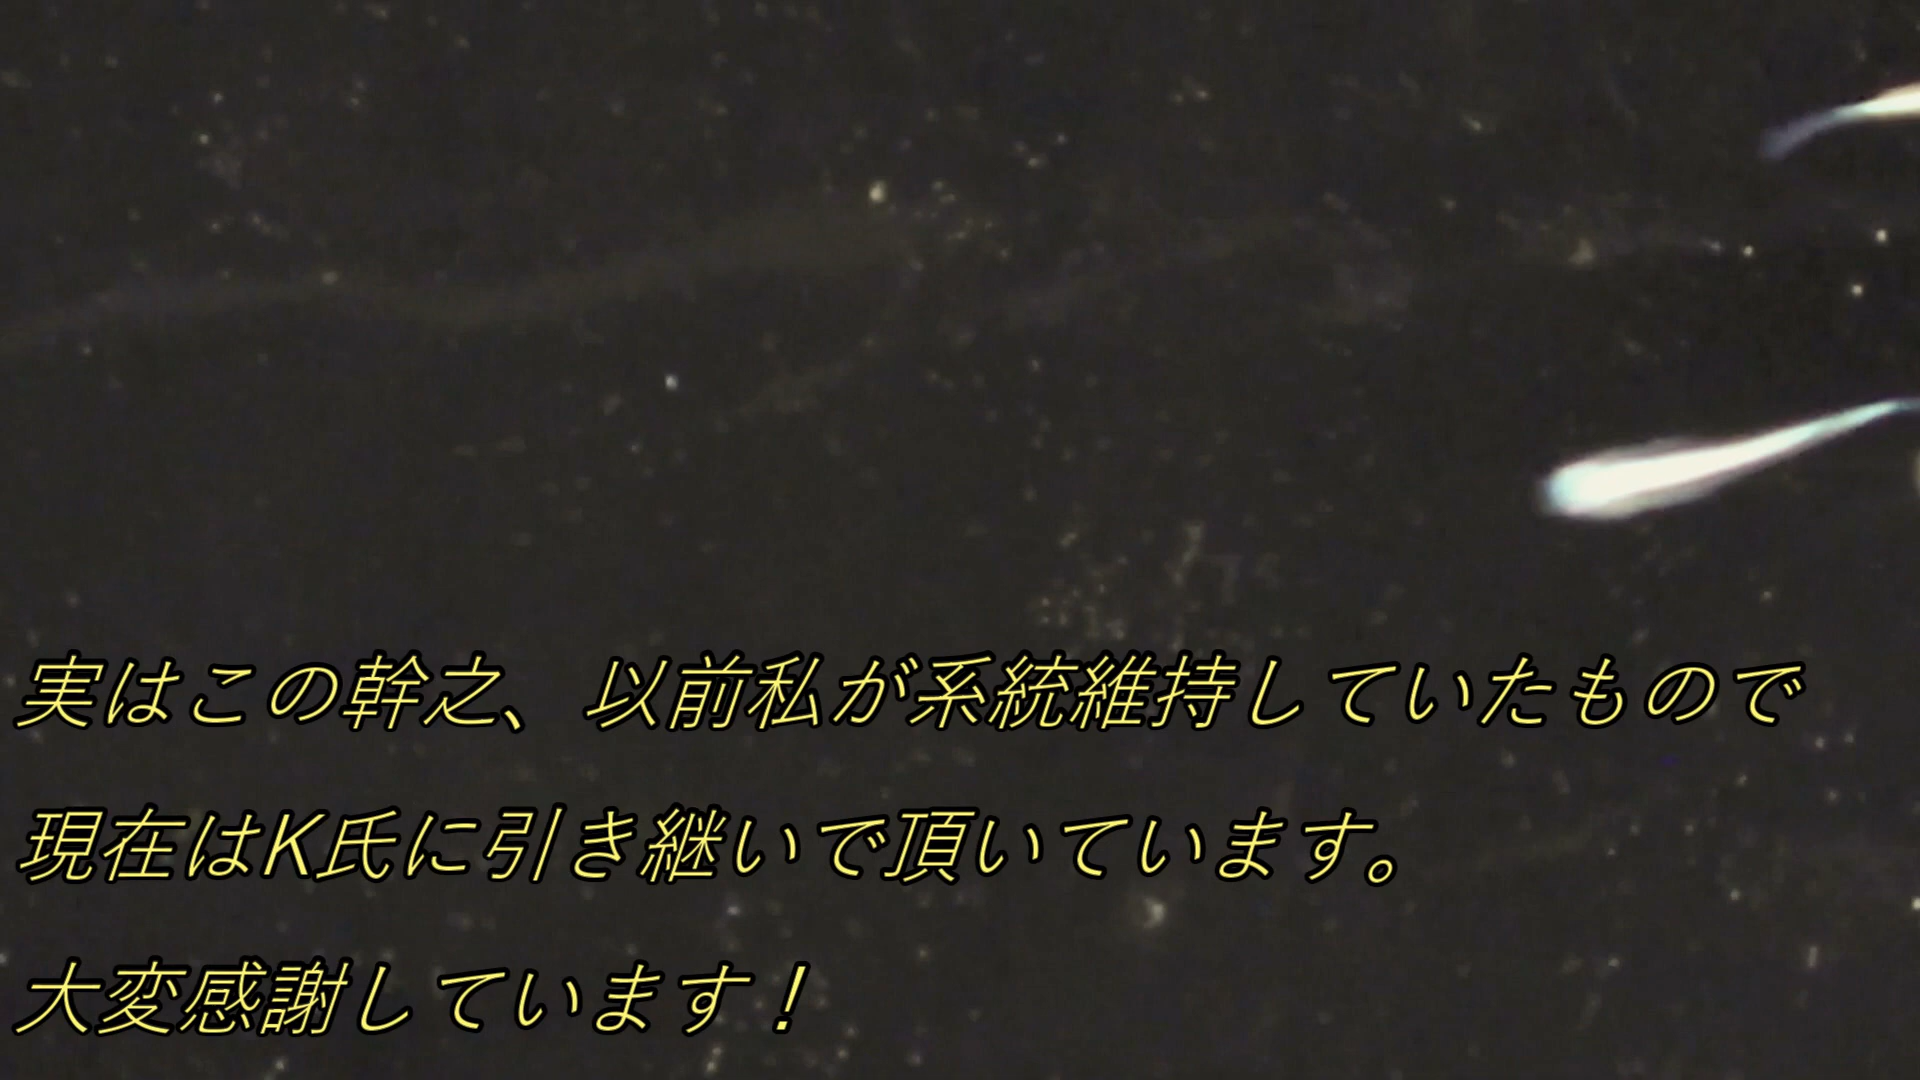 実はこの幹之、以前私が系統維持していたもので
現在はK氏に引き継いで頂いています。
大変感謝しています！